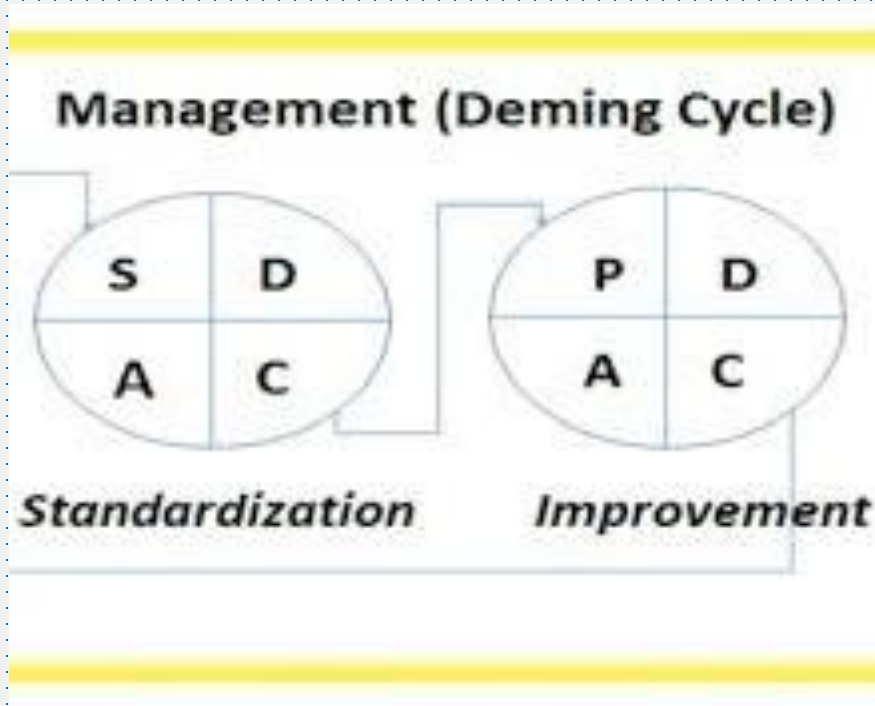 Management (Deming Cycle)
S D P D
A C A C
Standardization Improvement